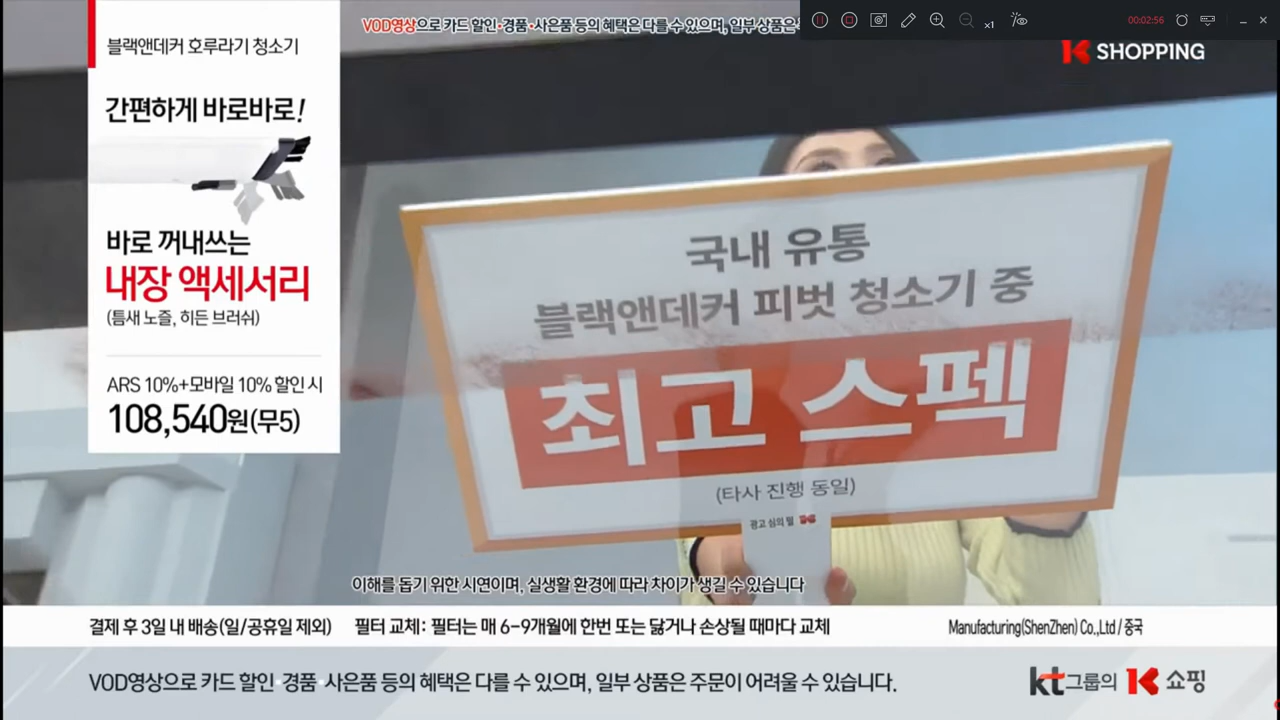 블랙앤데커 호루라기 청소기
간편하게 바로바로!
바로 꺼내쓰는
내장 액세서리
(틈새 노즐, 히든 브러쉬)
ARS 10%+모바일 10% 할인 시
108,540원(무5)
VOD영상으로 카드 할인·경품·사은품 등의 혜택은 다를 수 있으며, 일부 상품은
x1
00:02:56
K SHOPPING
국내 유통
블랙앤데커 피벗 청소기 중
최고 스펙
(타사 진행 동일)
광고 심의 필 K
이해를 돕기 위한 시연이며, 실생활 환경에 따라 차이가 생길 수 있습니다
결제 후 3일 내 배송(일/공휴일 제외) 필터 교체: 필터는 매 6-9개월에 한번 또는 닳거나 손상될 때마다 교체 Manufacturing(ShenZhen) Co.,Ltd / 중국
VOD영상으로 카드 할인·경품·사은품 등의 혜택은 다를 수 있으며, 일부 상품은 주문이 어려울 수 있습니다. kt그룹의 K 쇼핑